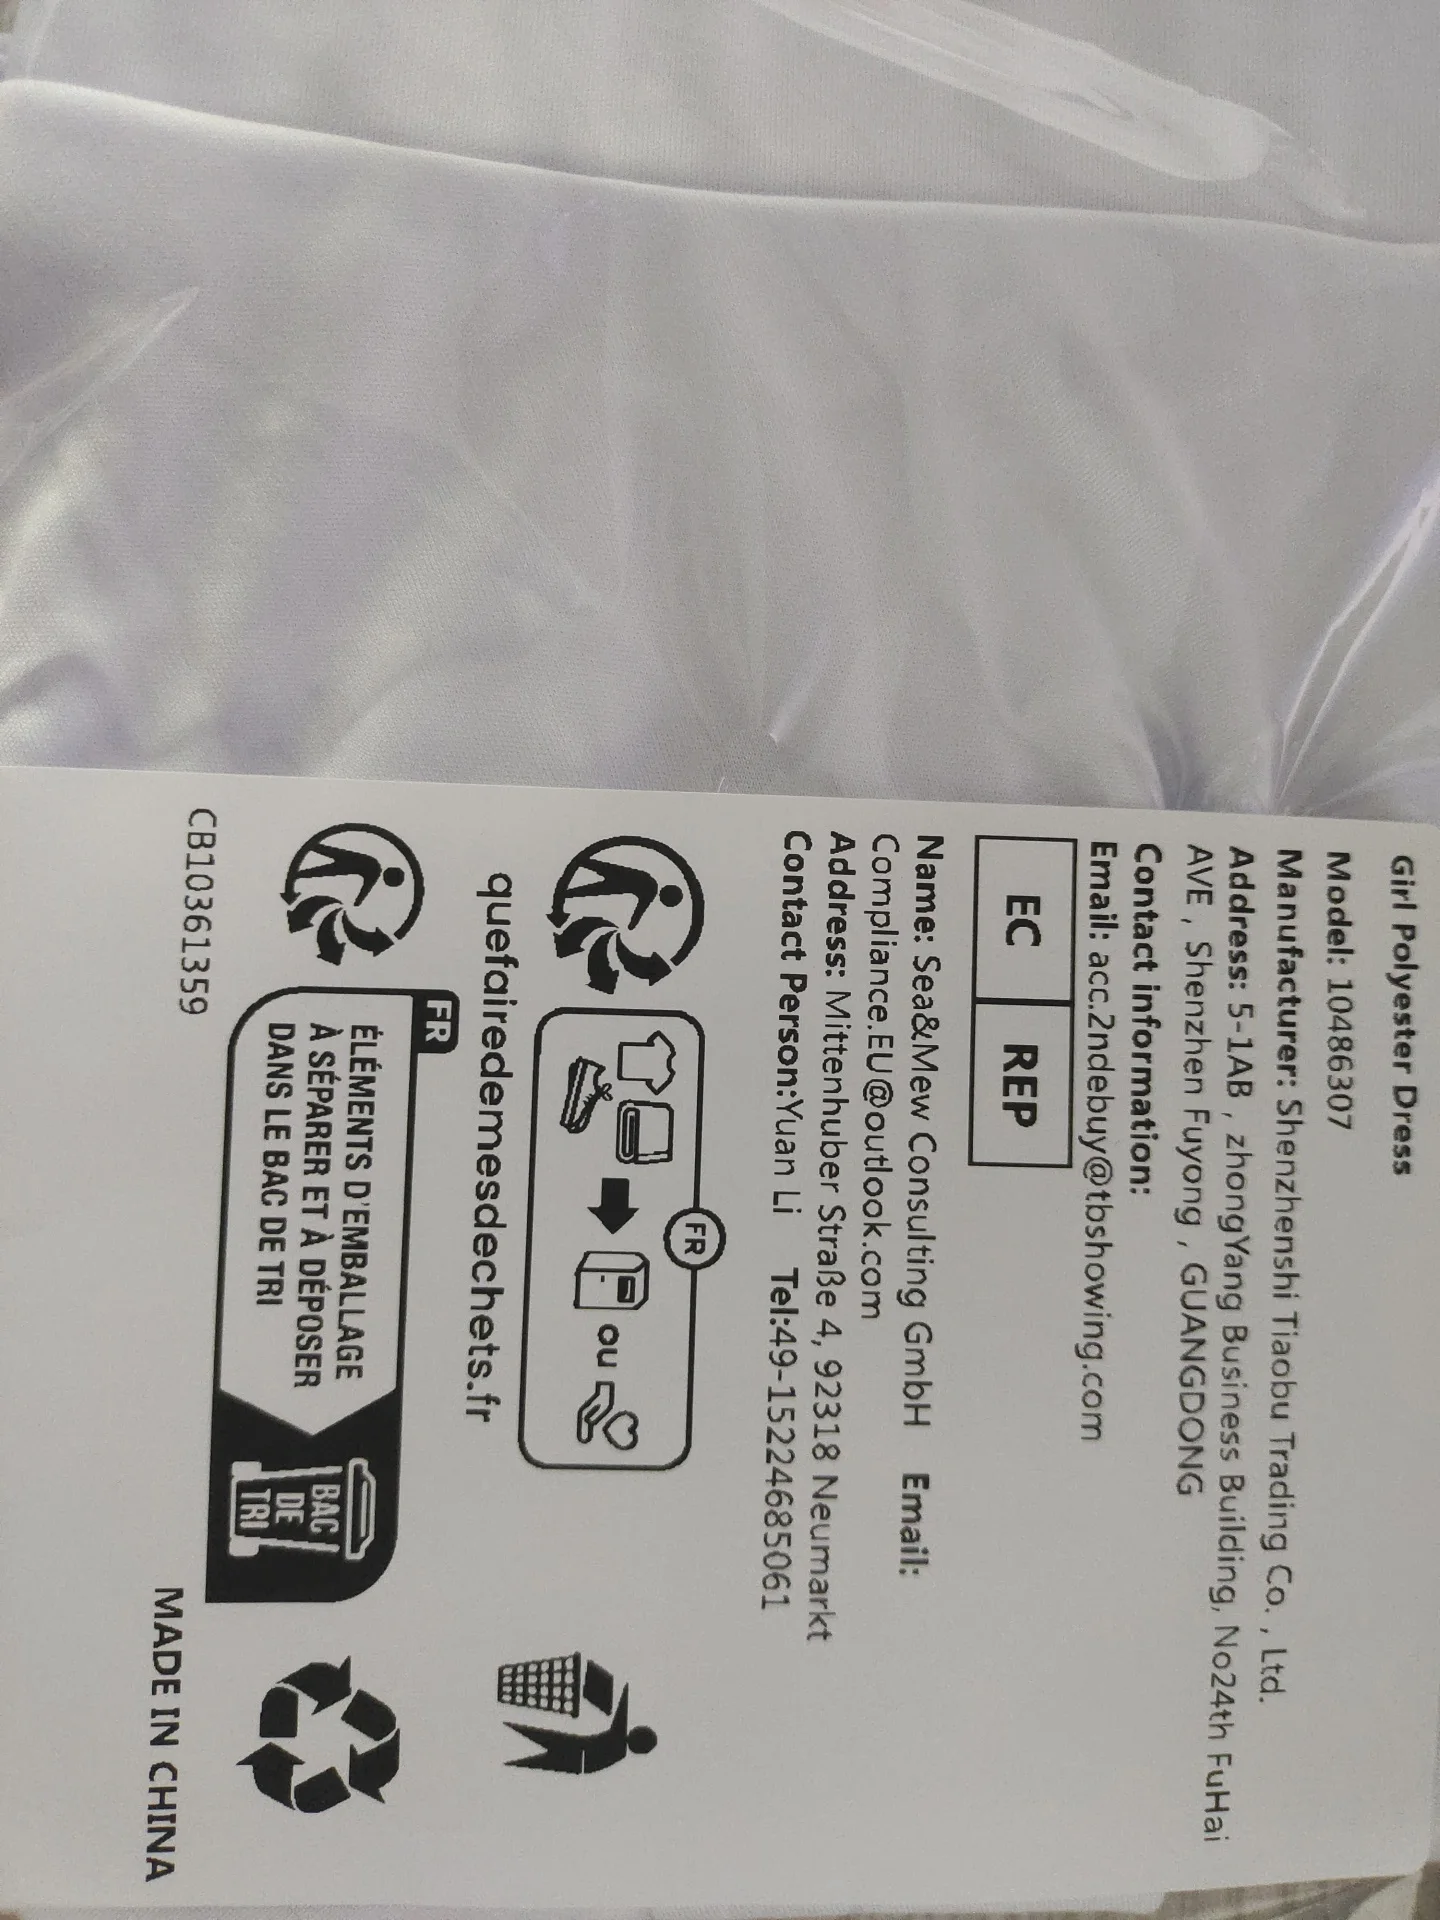 Girl Polyester Dress
Model: 10486307
Manufacturer: Shenzhenshi Tiaobu Trading Co. , Ltd.
Address: 5-1AB , zhongYang Business Building, No24th FuHai
AVE , Shenzhen Fuyong , GUANGDONG
Contact information:
Email: acc.2ndebuy@tbshowing.com
EC REP
Name: Sea&Mew Consulting GmbH Email:
Compliance.EU@outlook.com
Address: Mittenhuber Straße 4, 92318 Neumarkt
Contact Person:Yuan Li Tel:49-15224685061
FR
ou
quefairedemesdechets.fr
FR
ÉLÉMENTS D'EMBALLAGE
À SÉPARER ET À DÉPOSER
DANS LE BAC DE TRI
BAC
DE
TRI
CB10361359
MADE IN CHINA